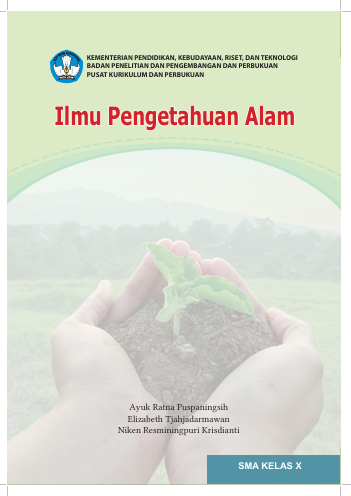 KEMENTERIAN PENDIDIKAN, KEBUDAYAAN, RISET, DAN TEKNOLOGI
BADAN PENELITIAN DAN PENGEMBANGAN DAN PERBUKUAN
PUSAT KURIKULUM DAN PERBUKUAN
Ilmu Pengetahuan Alam
Ayuk Ratna Puspaningsih
Elizabeth Tjahjadarmawan
Niken Resminingpuri Krisdianti
SMA KELAS X